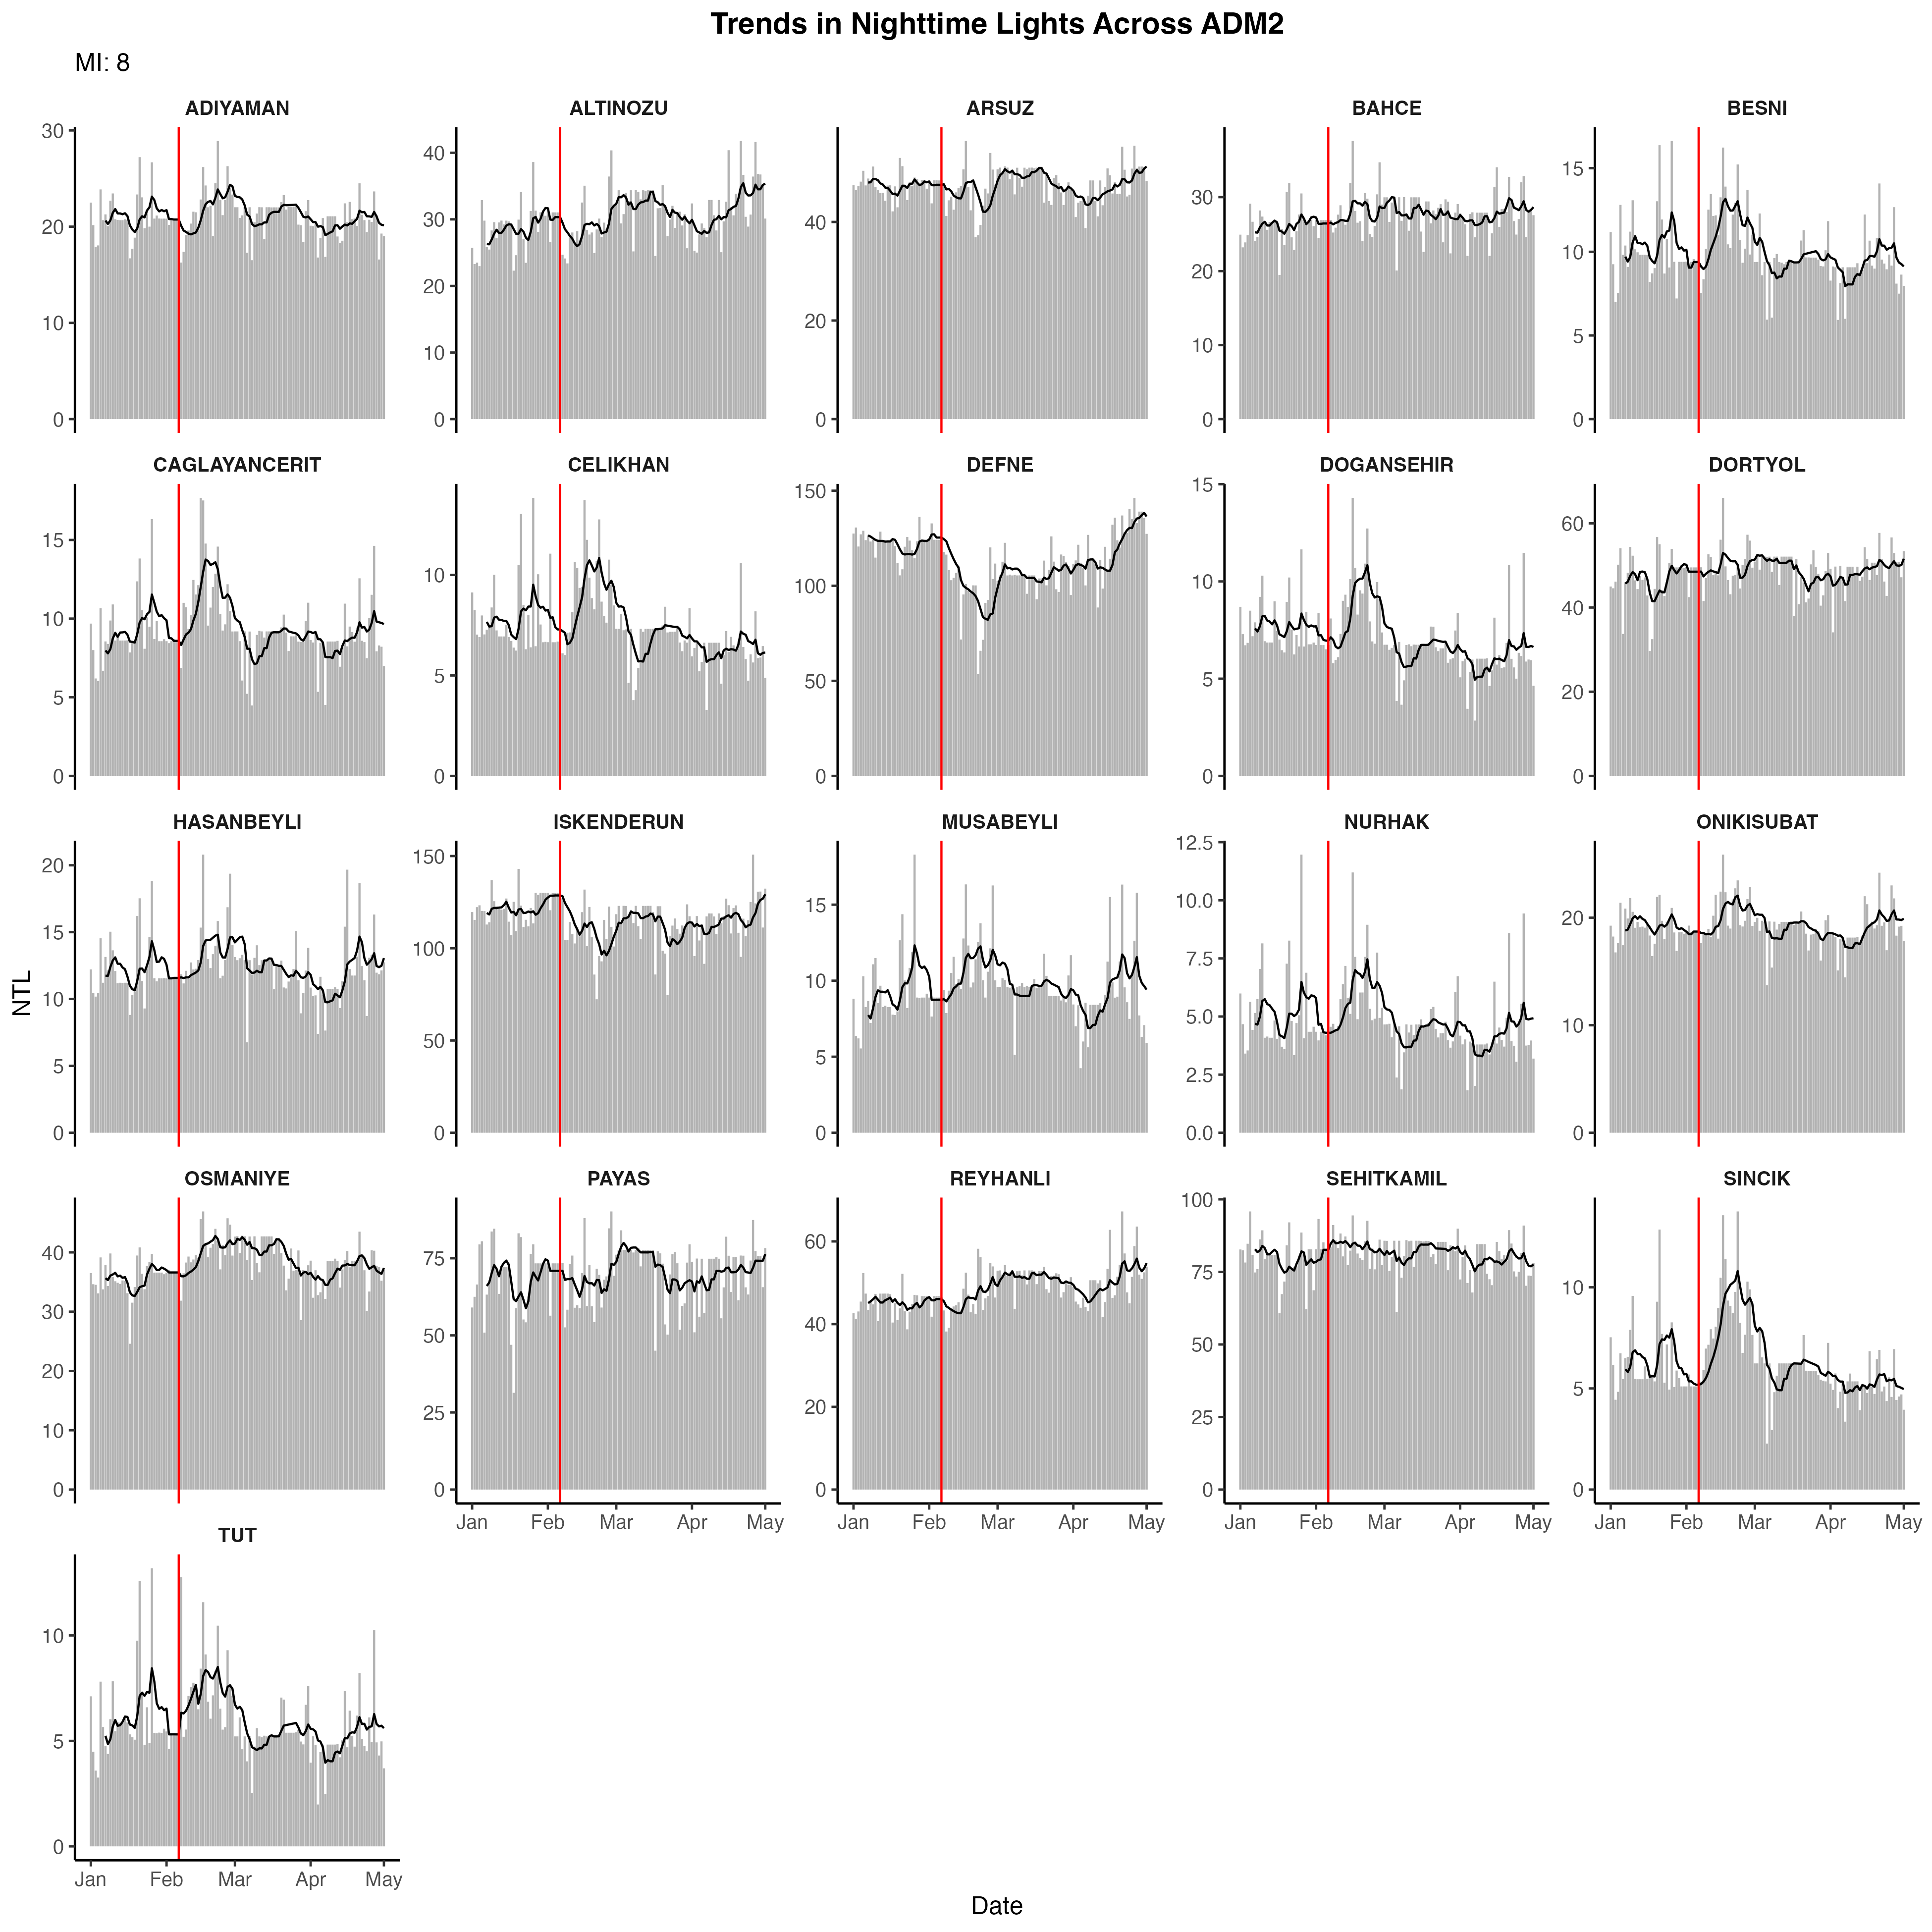 Trends in Nighttime Lights Across ADM2
MI: 8
ADIYAMAN ALTINOZU ARSUZ BAHCE BESNI
30 20 10 0
40 30 20 10 0
40 20 0
30 20 10 0
15 10 5 0
CAGLAYANCERIT CELIKHAN DEFNE DOGANSEHIR DORTYOL
15 10 5 0
10 5 0
150 100 50 0
15 10 5 0
60 40 20 0
HASANBEYLI ISKENDERUN MUSABEYLI NURHAK ONIKISUBAT
20 15 10 5 0
150 100 50 0
15 10 5 0
12.5 10.0 7.5 5.0 2.5 0.0
20 10 0
NTL
OSMANIYE PAYAS REYHANLI SEHITKAMIL SINCIK
40 30 20 10 0
75 50 25 0
60 40 20 0
100 75 50 25 0
10 5 0
Jan Feb Mar Apr May
Jan Feb Mar Apr May
Jan Feb Mar Apr May
Jan Feb Mar Apr May
TUT
10 5 0
Jan Feb Mar Apr May
Date